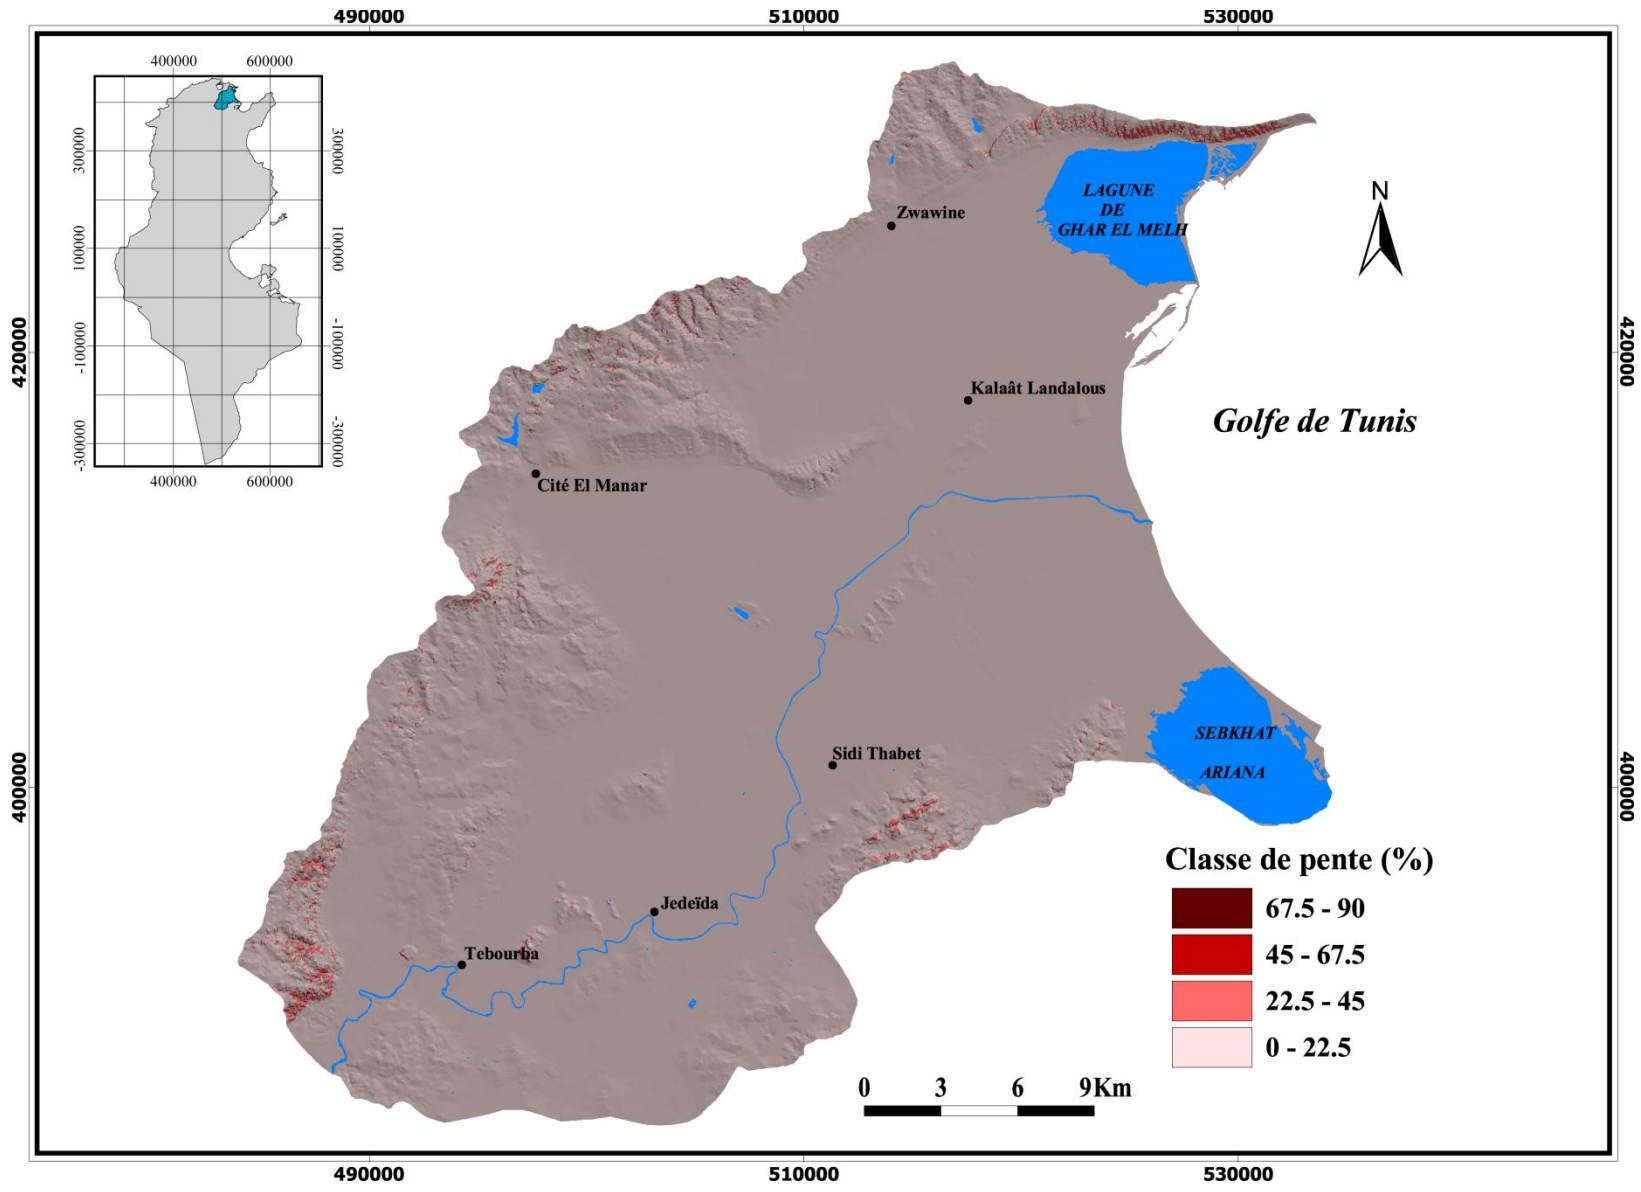 490000
510000
530000
400000
600000
300000
100000
-100000
-300000
300000
100000
-100000
-300000
400000
600000
420000
400000
420000
400000
LAGUNE
DE
GHAR EL MELH
N
Zwawine
Kalaât Landalous
Golfe de Tunis
Cité El Manar
SEBKHAT
ARIANA
Sidi Thabet
Jedeïda
Tebourba
Classe de pente (%)
67.5 - 90
45 - 67.5
22.5 - 45
0 - 22.5
0 3 6 9Km
490000
510000
530000